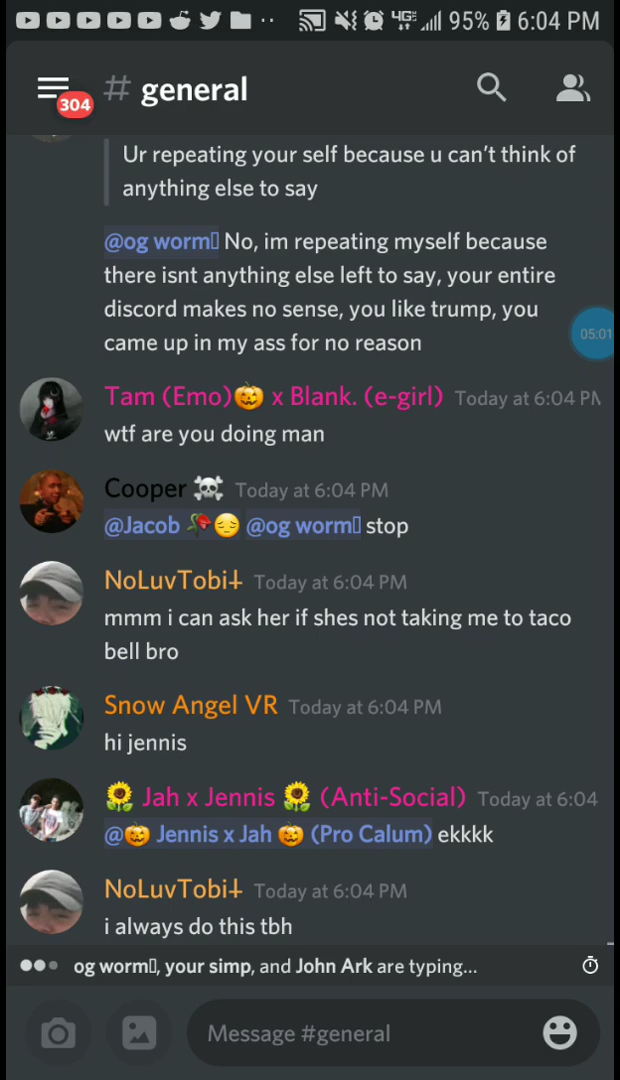 4GE 95% 6:04 PM
304 # general
Ur repeating your self because u can’t think of
anything else to say
@og worm▯ No, im repeating myself because
there isnt anything else left to say, your entire
discord makes no sense, you like trump, you
came up in my ass for no reason
05:01
Tam (Emo)🎃 x Blank. (e-girl) Today at 6:04 PM
wtf are you doing man
Cooper ☠️ Today at 6:04 PM
@Jacob 🥀😔 @og worm▯ stop
NoLuvTobi⸸ Today at 6:04 PM
mmm i can ask her if shes not taking me to taco
bell bro
Snow Angel VR Today at 6:04 PM
hi jennis
🌻 Jah x Jennis 🌻 (Anti-Social) Today at 6:04
@🎃 Jennis x Jah 🎃 (Pro Calum) ekkkk
NoLuvTobi⸸ Today at 6:04 PM
i always do this tbh
og worm▯, your simp, and John Ark are typing...
Message #general